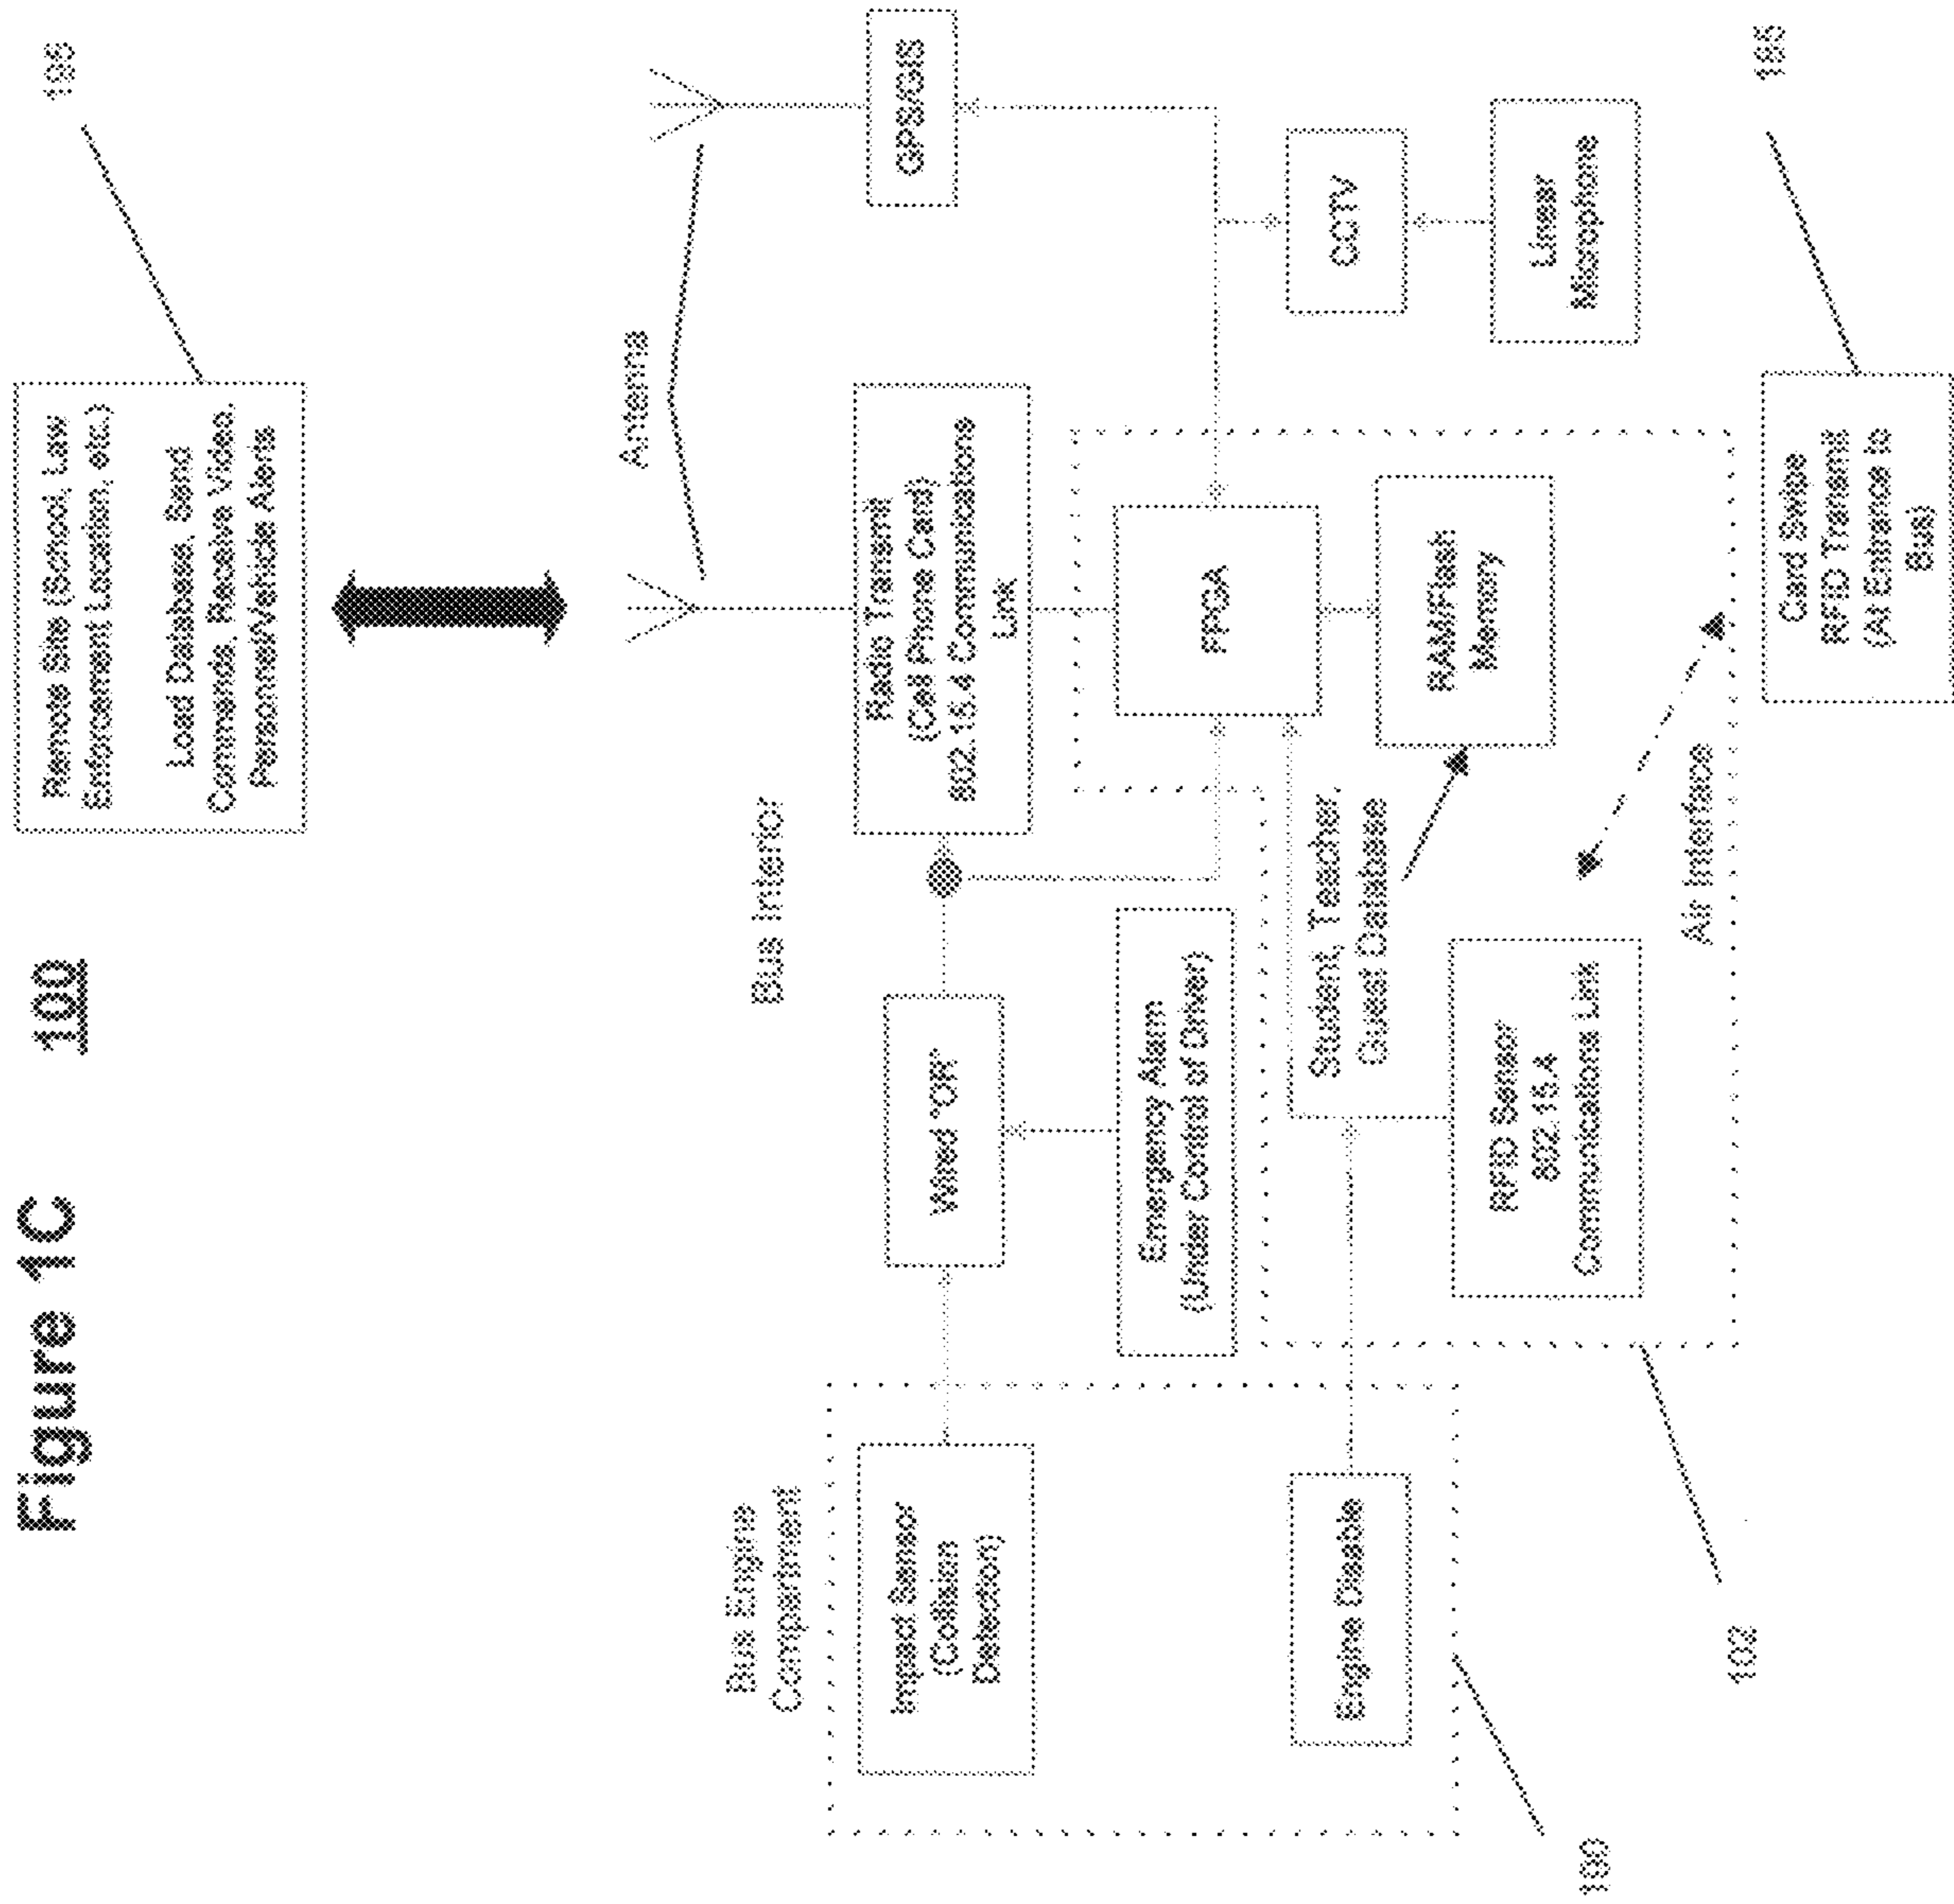 Figure 1C 100
Remote Site (School, Law
Enforcement Location, etc.)
Load Databases, Send
Commands, Receive Video,
Personnel/Vehicle Alerts
Antenna
Bus Engine
Compartment
Bus Interior
Impact Sensor
(Collision
Detection)
Wired "OR"
Radio Transmit
(Cell Phone Card)
802.15.4 Communications
Link
GPS/GIS
Emergency Alarm
(Under Control of Driver)
FPGA
Engine Disable
Student, Teacher,
Guest Database
RAM/Flash
Memory
CCTV
RFID Sensor
802.15.4
Communications Link
Linear
Microphone
Air Interface
Card Swipe
RFID Transmit
(At Entrance to
Bus)
102